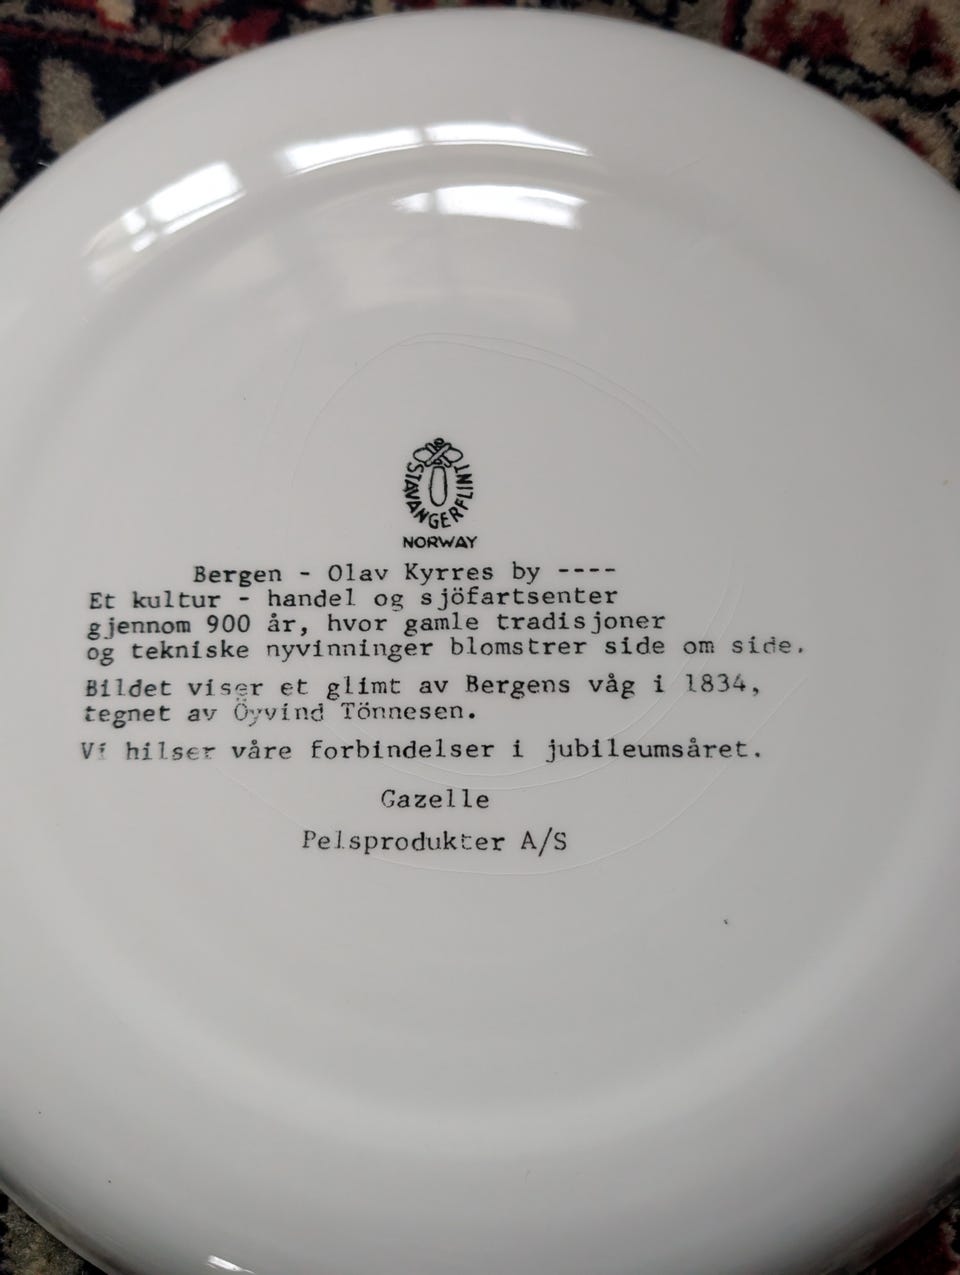 STAVANGERFLINT
NORWAY
Bergen - Olav Kyrres by ----
Et kultur - handel og sjöfartsenter
gjennom 900 år, hvor gamle tradisjoner
og tekniske nyvinninger blomstrer side om side.
Bildet viser et glimt av Bergens våg i 1834,
tegnet av Öyvind Tönnesen.
Vi hilser våre forbindelser i jubileumsåret.
Gazelle
Pelsprodukter A/S